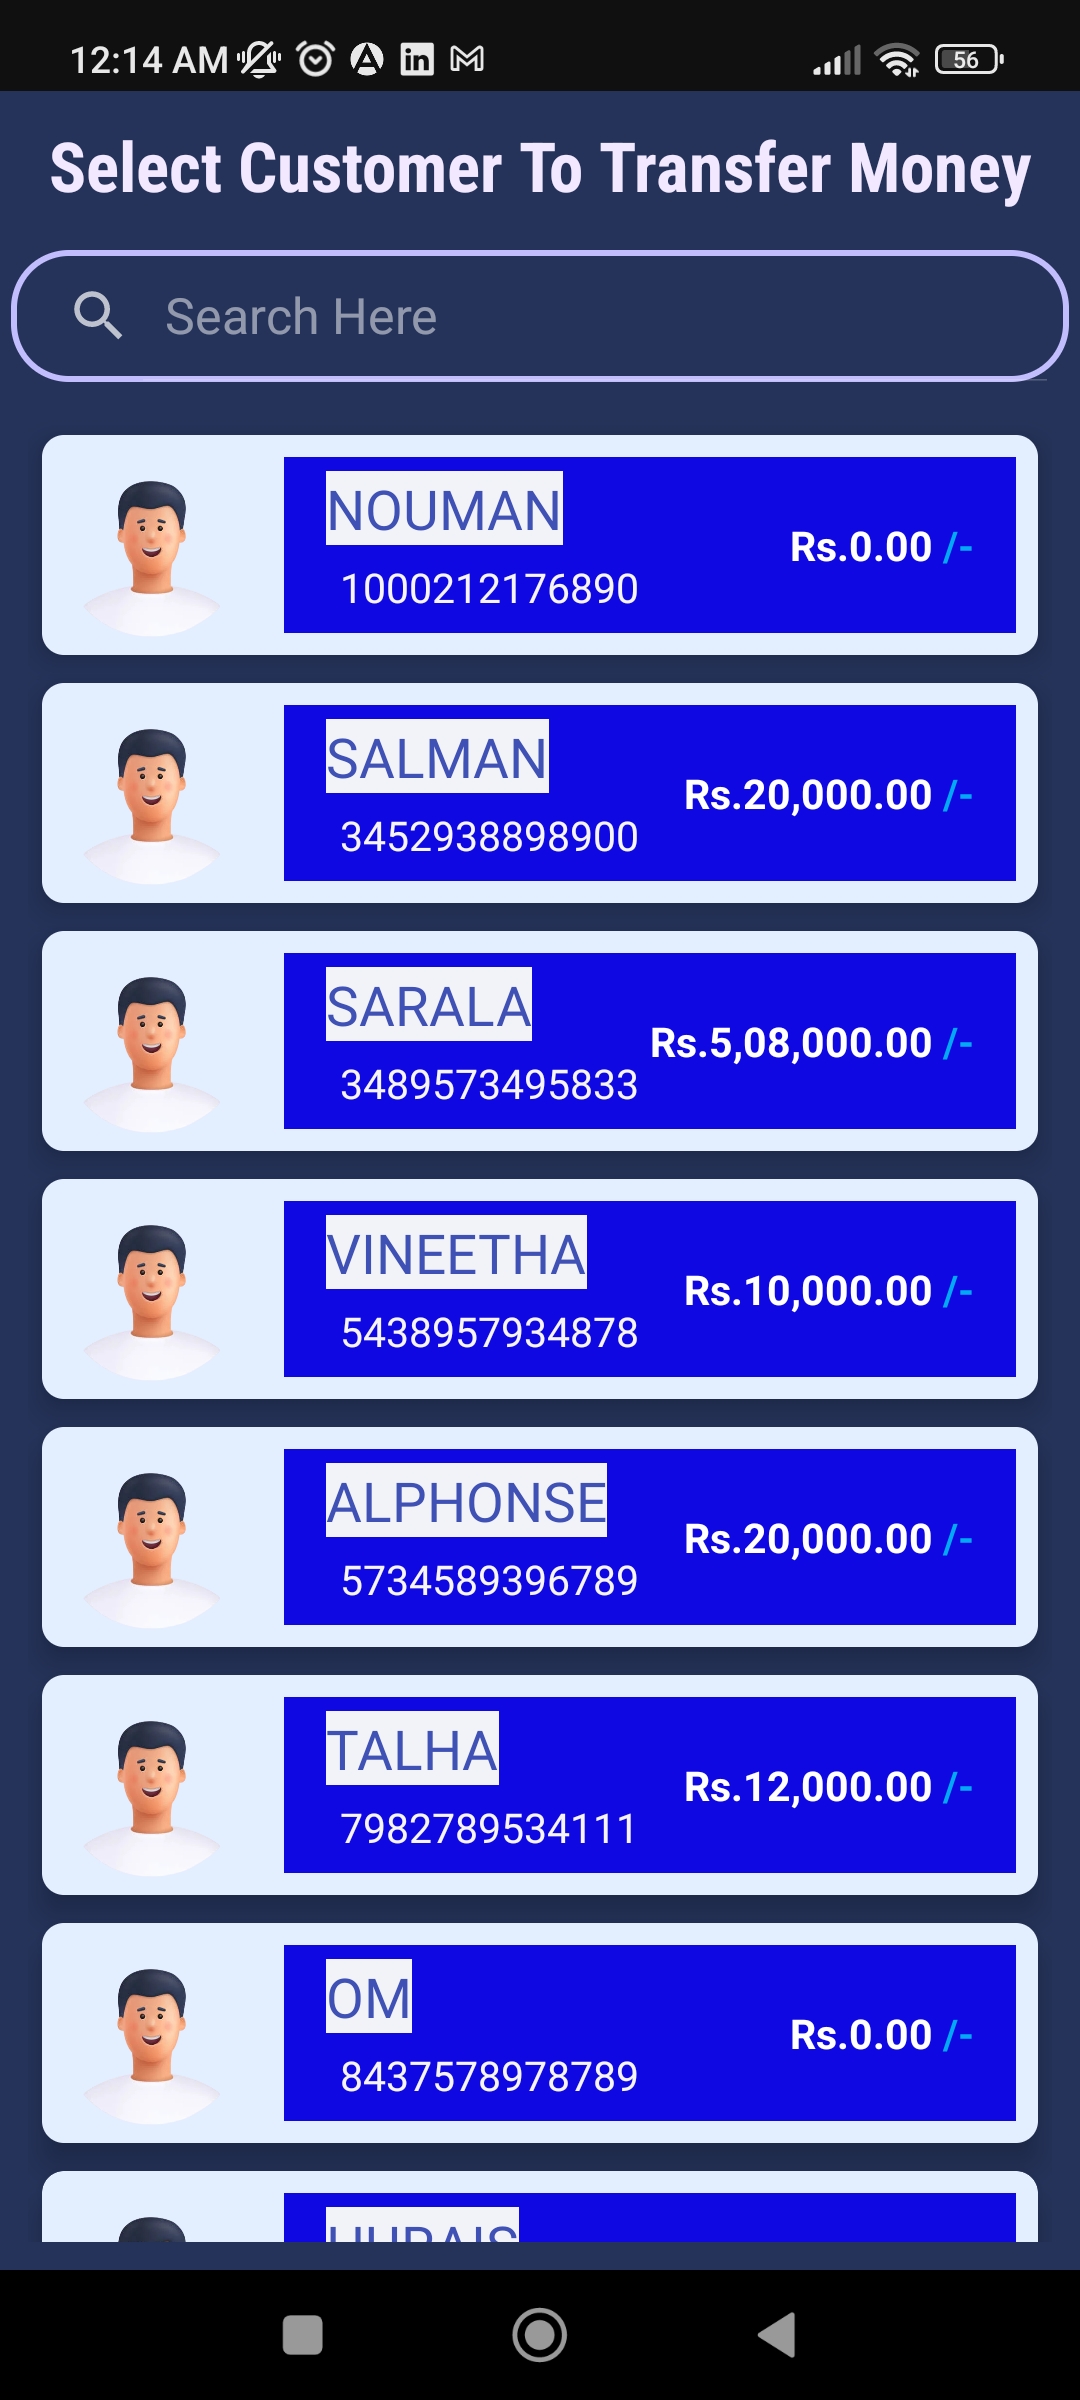 12:14 AM
56
Select Customer To Transfer Money
Search Here
NOUMAN
1000212176890
Rs.0.00 /-
SALMAN
3452938898900
Rs.20,000.00 /-
SARALA
3489573495833
Rs.5,08,000.00 /-
VINEETHA
5438957934878
Rs.10,000.00 /-
ALPHONSE
5734589396789
Rs.20,000.00 /-
TALHA
7982789534111
Rs.12,000.00 /-
OM
8437578978789
Rs.0.00 /-